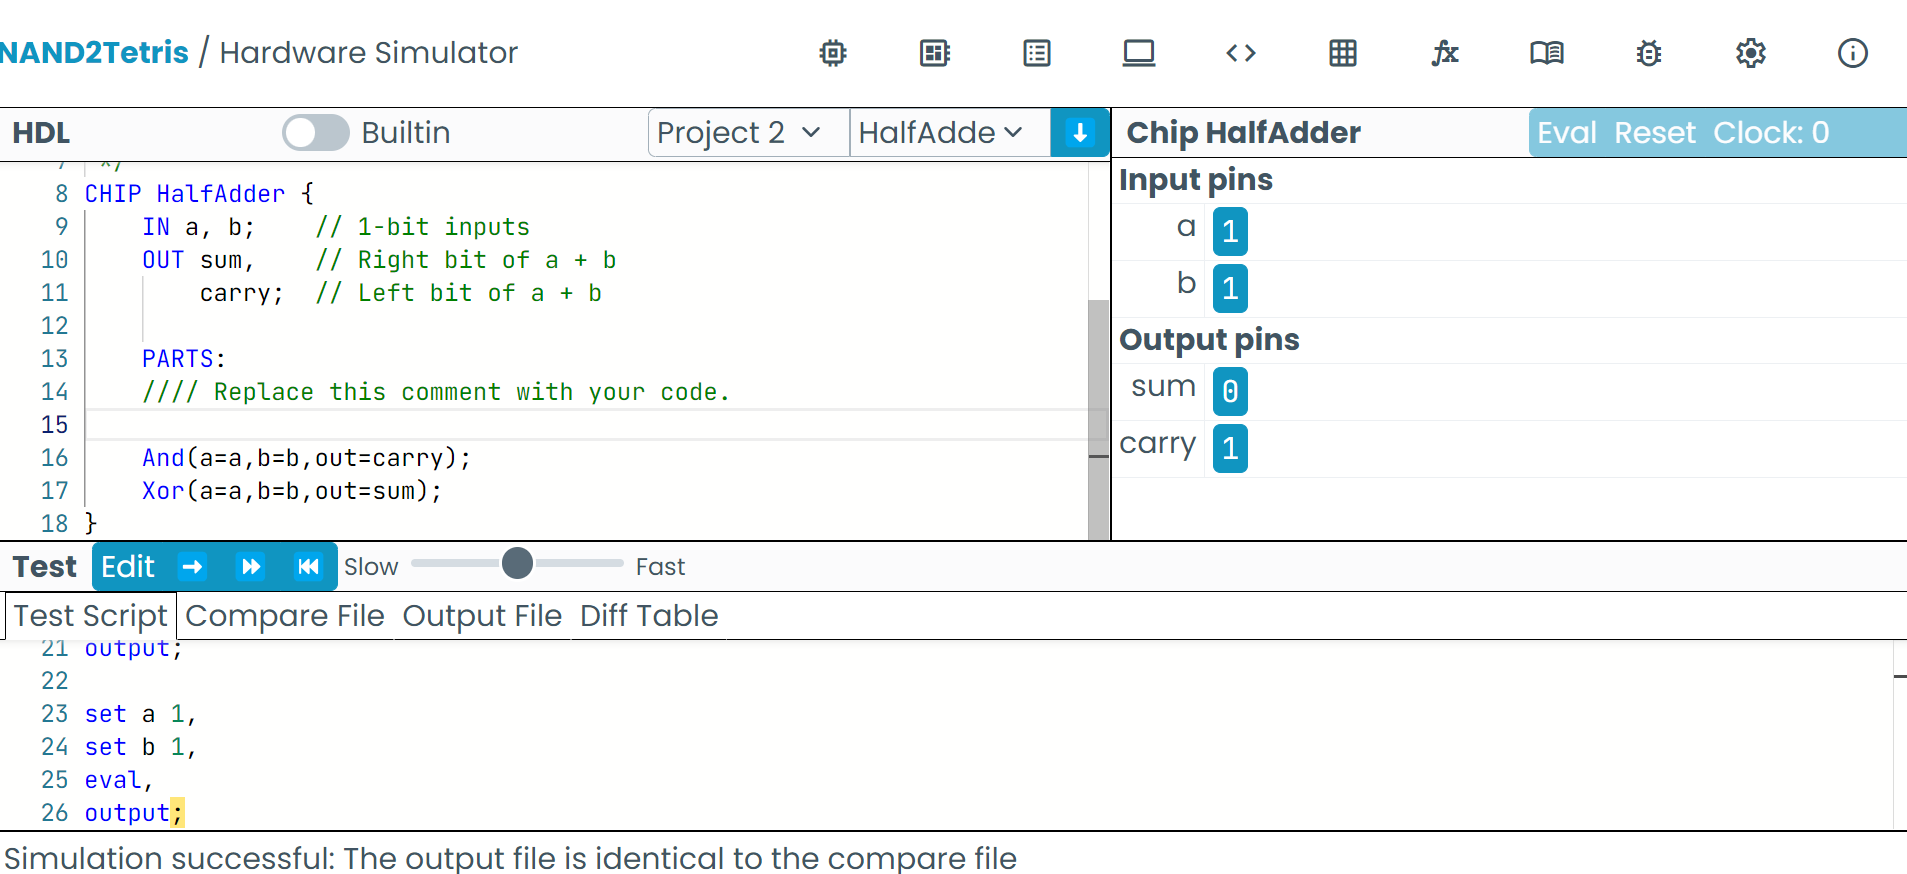 NAND2Tetris / Hardware Simulator
HDL Builtin Project 2 HalfAdde
7 */
8 CHIP HalfAdder {
9 IN a, b; // 1-bit inputs
10 OUT sum, // Right bit of a + b
11 carry; // Left bit of a + b
12
13 PARTS:
14 //// Replace this comment with your code.
15
16 And(a=a,b=b,out=carry);
17 Xor(a=a,b=b,out=sum);
18 }
Chip HalfAdder Eval Reset Clock: 0
Input pins
a 1
b 1
Output pins
sum 0
carry 1
Test Edit Slow Fast
Test Script Compare File Output File Diff Table
21 output;
22
23 set a 1,
24 set b 1,
25 eval,
26 output;
Simulation successful: The output file is identical to the compare file